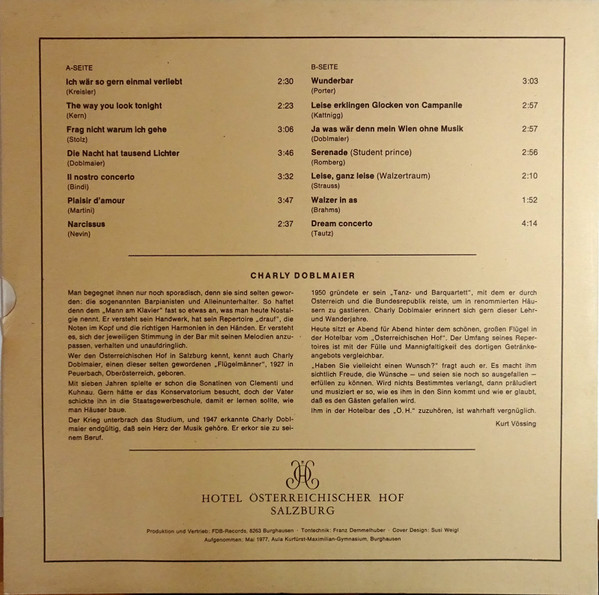 A-SEITE
Ich wär so gern einmal verliebt 2:30
(Kreisler)
The way you look tonight 2:23
(Kern)
Frag nicht warum ich gehe 3:06
(Stolz)
Die Nacht hat tausend Lichter 3:46
(Doblmaier)
Il nostro concerto 3:32
(Bindi)
Plaisir d'amour 3:47
(Martini)
Narcissus 2:37
(Nevin)
B-SEITE
Wunderbar 3:03
(Porter)
Leise erklingen Glocken von Campanile 2:57
(Kattnigg)
Ja was wär denn mein Wien ohne Musik 2:57
(Doblmaier)
Serenade (Student prince) 2:56
(Romberg)
Leise, ganz leise (Walzertraum) 2:10
(Strauss)
Walzer in as 1:52
(Brahms)
Dream concerto 4:14
(Tautz)
CHARLY DOBLMAIER
Man begegnet ihnen nur noch sporadisch, denn sie sind selten gewor-
den: die sogenannten Barpianisten und Alleinunterhalter. So haftet
denn dem „Mann am Klavier" fast so etwas an, was man heute Nostal-
gie nennt. Er versteht sein Handwerk, hat sein Repertoire „drauf", die
Noten im Kopf und die richtigen Harmonien in den Händen. Er versteht
es, sich der jeweiligen Stimmung in der Bar mit seinen Melodien anzu-
passen, verhalten und unaufdringlich.
Wer den Österreichischen Hof in Salzburg kennt, kennt auch Charly
Doblmaier, einen dieser selten gewordenen „Flügelmänner", 1927 in
Peuerbach, Oberösterreich, geboren.
Mit sieben Jahren spielte er schon die Sonatinen von Clementi und
Kuhnau. Gern hätte er das Konservatorium besucht, doch der Vater
schickte ihn in die Staatsgewerbeschule, damit er lernen sollte, wie
man Häuser baue.
Der Krieg unterbrach das Studium, und 1947 erkannte Charly Dobl-
maier endgültig, daß sein Herz der Musik gehöre. Er erkor sie zu sei-
nem Beruf.
1950 gründete er sein „Tanz- und Barquartett", mit dem er durch
Österreich und die Bundesrepublik reiste, um in renommierten Häu-
sern zu gastieren. Charly Doblmaier erinnert sich gern dieser Lehr-
und Wanderjahre.
Heute sitzt er Abend für Abend hinter dem schönen, großen Flügel in
der Hotelbar vom „Österreichischen Hof". Der Umfang seines Reper-
toires ist mit der Fülle und Mannigfaltigkeit des dortigen Getränke-
angebots vergleichbar.
„Haben Sie vielleicht einen Wunsch?" fragt auch er. Es macht ihm
sichtlich Freude, die Wünsche – und seien sie noch so ausgefallen –
erfüllen zu können. Wird nichts Bestimmtes verlangt, dann präludiert
und musiziert er so, wie es ihm in den Sinn kommt und wie er glaubt,
daß es den Gästen gefallen wird.
Ihm in der Hotelbar des „Ö. H." zuzuhören, ist wahrhaft vergnüglich.
Kurt Vössing
HOTEL ÖSTERREICHISCHER HOF
SALZBURG
Produktion und Vertrieb: FDB-Records, 8263 Burghausen · Tontechnik: Franz Demmelhuber · Cover Design: Susi Weigl
Aufgenommen: Mai 1977, Aula Kurfürst-Maximilian-Gymnasium, Burghausen